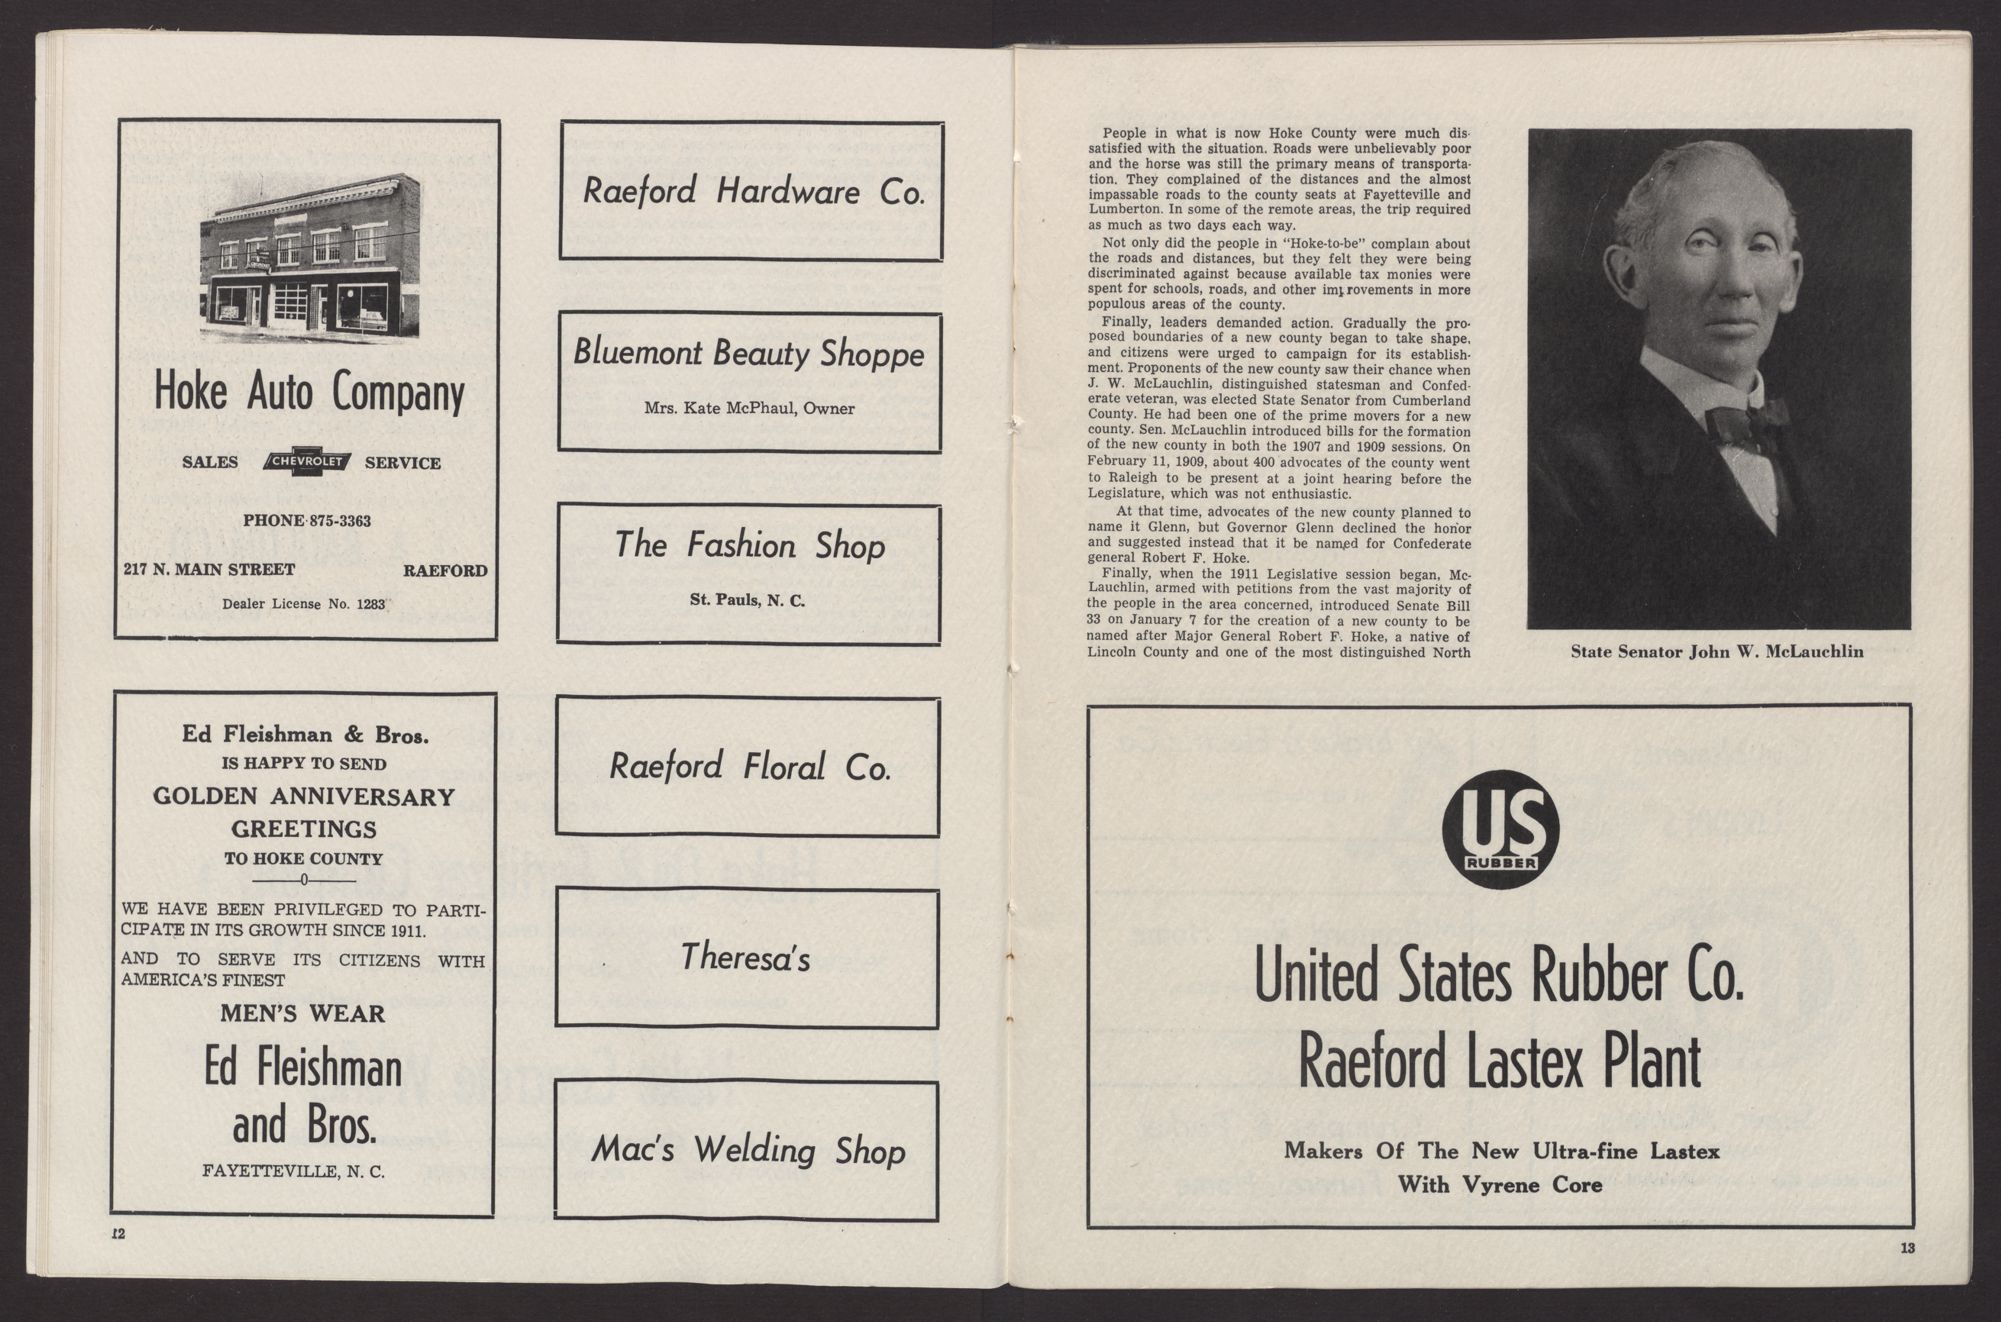 Hoke Auto Company
SALES CHEVROLET SERVICE
PHONE 875-3363
217 N. MAIN STREET RAEFORD
Dealer License No. 1283
Ed Fleishman & Bros.
IS HAPPY TO SEND
GOLDEN ANNIVERSARY
GREETINGS
TO HOKE COUNTY
——0——
WE HAVE BEEN PRIVILEGED TO PARTI-
CIPATE IN ITS GROWTH SINCE 1911.
AND TO SERVE ITS CITIZENS WITH
AMERICA'S FINEST
MEN'S WEAR
Ed Fleishman
and Bros.
FAYETTEVILLE, N. C.
12
Raeford Hardware Co.
Bluemont Beauty Shoppe
Mrs. Kate McPhaul, Owner
The Fashion Shop
St. Pauls, N. C.
Raeford Floral Co.
Theresa's
Mac's Welding Shop
People in what is now Hoke County were much dis-
satisfied with the situation. Roads were unbelievably poor
and the horse was still the primary means of transporta-
tion. They complained of the distances and the almost
impassable roads to the county seats at Fayetteville and
Lumberton. In some of the remote areas, the trip required
as much as two days each way.
Not only did the people in "Hoke-to-be" complain about
the roads and distances, but they felt they were being
discriminated against because available tax monies were
spent for schools, roads, and other improvements in more
populous areas of the county.
Finally, leaders demanded action. Gradually the pro-
posed boundaries of a new county began to take shape,
and citizens were urged to campaign for its establish-
ment. Proponents of the new county saw their chance when
J. W. McLauchlin, distinguished statesman and Confed-
erate veteran, was elected State Senator from Cumberland
County. He had been one of the prime movers for a new
county. Sen. McLauchlin introduced bills for the formation
of the new county in both the 1907 and 1909 sessions. On
February 11, 1909, about 400 advocates of the county went
to Raleigh to be present at a joint hearing before the
Legislature, which was not enthusiastic.
At that time, advocates of the new county planned to
name it Glenn, but Governor Glenn declined the honor
and suggested instead that it be named for Confederate
general Robert F. Hoke.
Finally, when the 1911 Legislative session began, Mc-
Lauchlin, armed with petitions from the vast majority of
the people in the area concerned, introduced Senate Bill
33 on January 7 for the creation of a new county to be
named after Major General Robert F. Hoke, a native of
Lincoln County and one of the most distinguished North
State Senator John W. McLauchlin
US
RUBBER
United States Rubber Co.
Raeford Lastex Plant
Makers Of The New Ultra-fine Lastex
With Vyrene Core
13